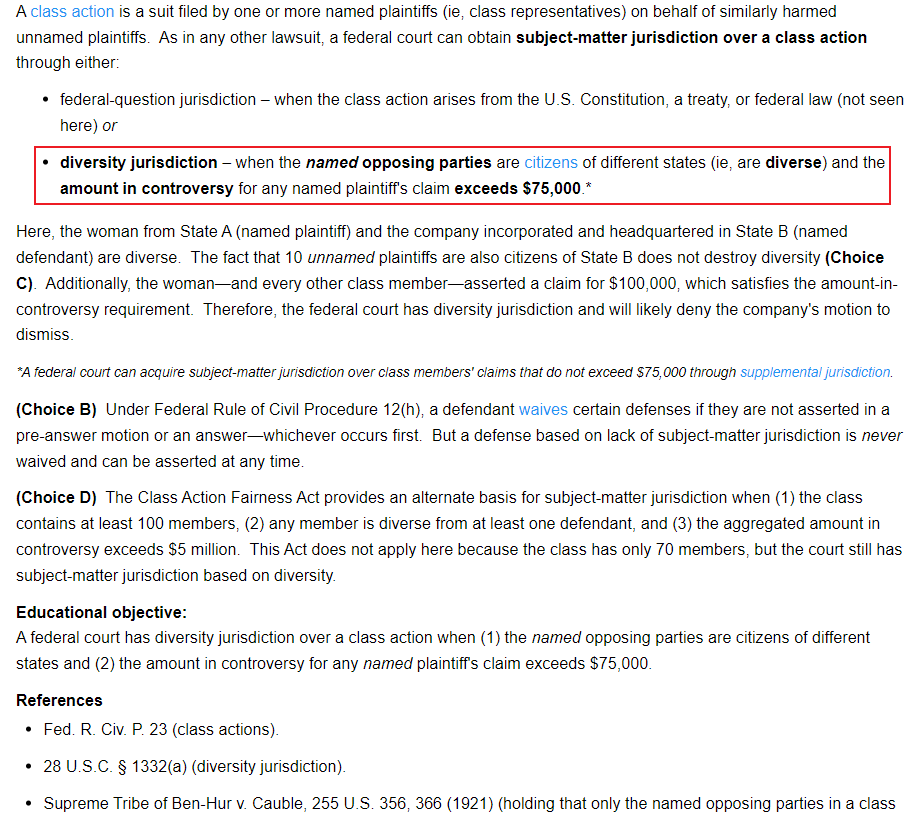 A class action is a suit filed by one or more named plaintiffs (ie, class representatives) on behalf of similarly harmed
unnamed plaintiffs. As in any other lawsuit, a federal court can obtain subject-matter jurisdiction over a class action
through either:
• federal-question jurisdiction – when the class action arises from the U.S. Constitution, a treaty, or federal law (not seen
here) or
• diversity jurisdiction – when the named opposing parties are citizens of different states (ie, are diverse) and the
amount in controversy for any named plaintiff's claim exceeds $75,000.*
Here, the woman from State A (named plaintiff) and the company incorporated and headquartered in State B (named
defendant) are diverse. The fact that 10 unnamed plaintiffs are also citizens of State B does not destroy diversity (Choice
C). Additionally, the woman—and every other class member—asserted a claim for $100,000, which satisfies the amount-in-
controversy requirement. Therefore, the federal court has diversity jurisdiction and will likely deny the company's motion to
dismiss.
*A federal court can acquire subject-matter jurisdiction over class members' claims that do not exceed $75,000 through supplemental jurisdiction.
(Choice B) Under Federal Rule of Civil Procedure 12(h), a defendant waives certain defenses if they are not asserted in a
pre-answer motion or an answer—whichever occurs first. But a defense based on lack of subject-matter jurisdiction is never
waived and can be asserted at any time.
(Choice D) The Class Action Fairness Act provides an alternate basis for subject-matter jurisdiction when (1) the class
contains at least 100 members, (2) any member is diverse from at least one defendant, and (3) the aggregated amount in
controversy exceeds $5 million. This Act does not apply here because the class has only 70 members, but the court still has
subject-matter jurisdiction based on diversity.
Educational objective:
A federal court has diversity jurisdiction over a class action when (1) the named opposing parties are citizens of different
states and (2) the amount in controversy for any named plaintiff's claim exceeds $75,000.
References
• Fed. R. Civ. P. 23 (class actions).
• 28 U.S.C. § 1332(a) (diversity jurisdiction).
• Supreme Tribe of Ben-Hur v. Cauble, 255 U.S. 356, 366 (1921) (holding that only the named opposing parties in a class